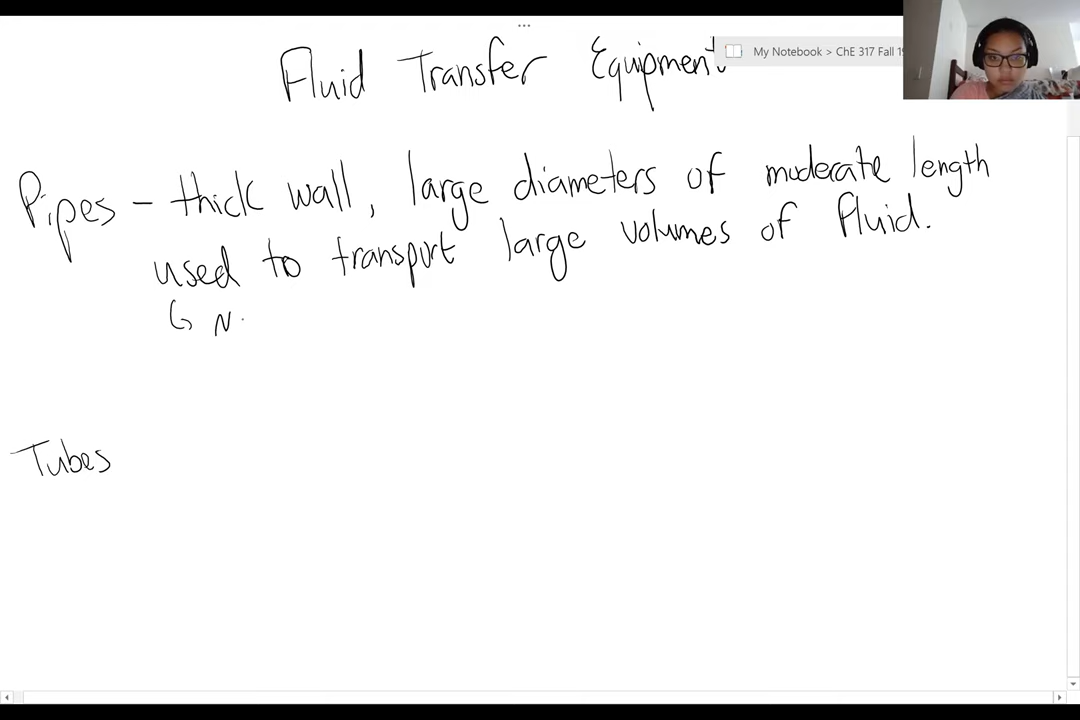 Fluid Transfer Equipment
My Notebook > ChE 317 Fall 1
Pipes - thick wall, large diameters of moderate length
used to transport large volumes of fluid.
↳ N
Tubes